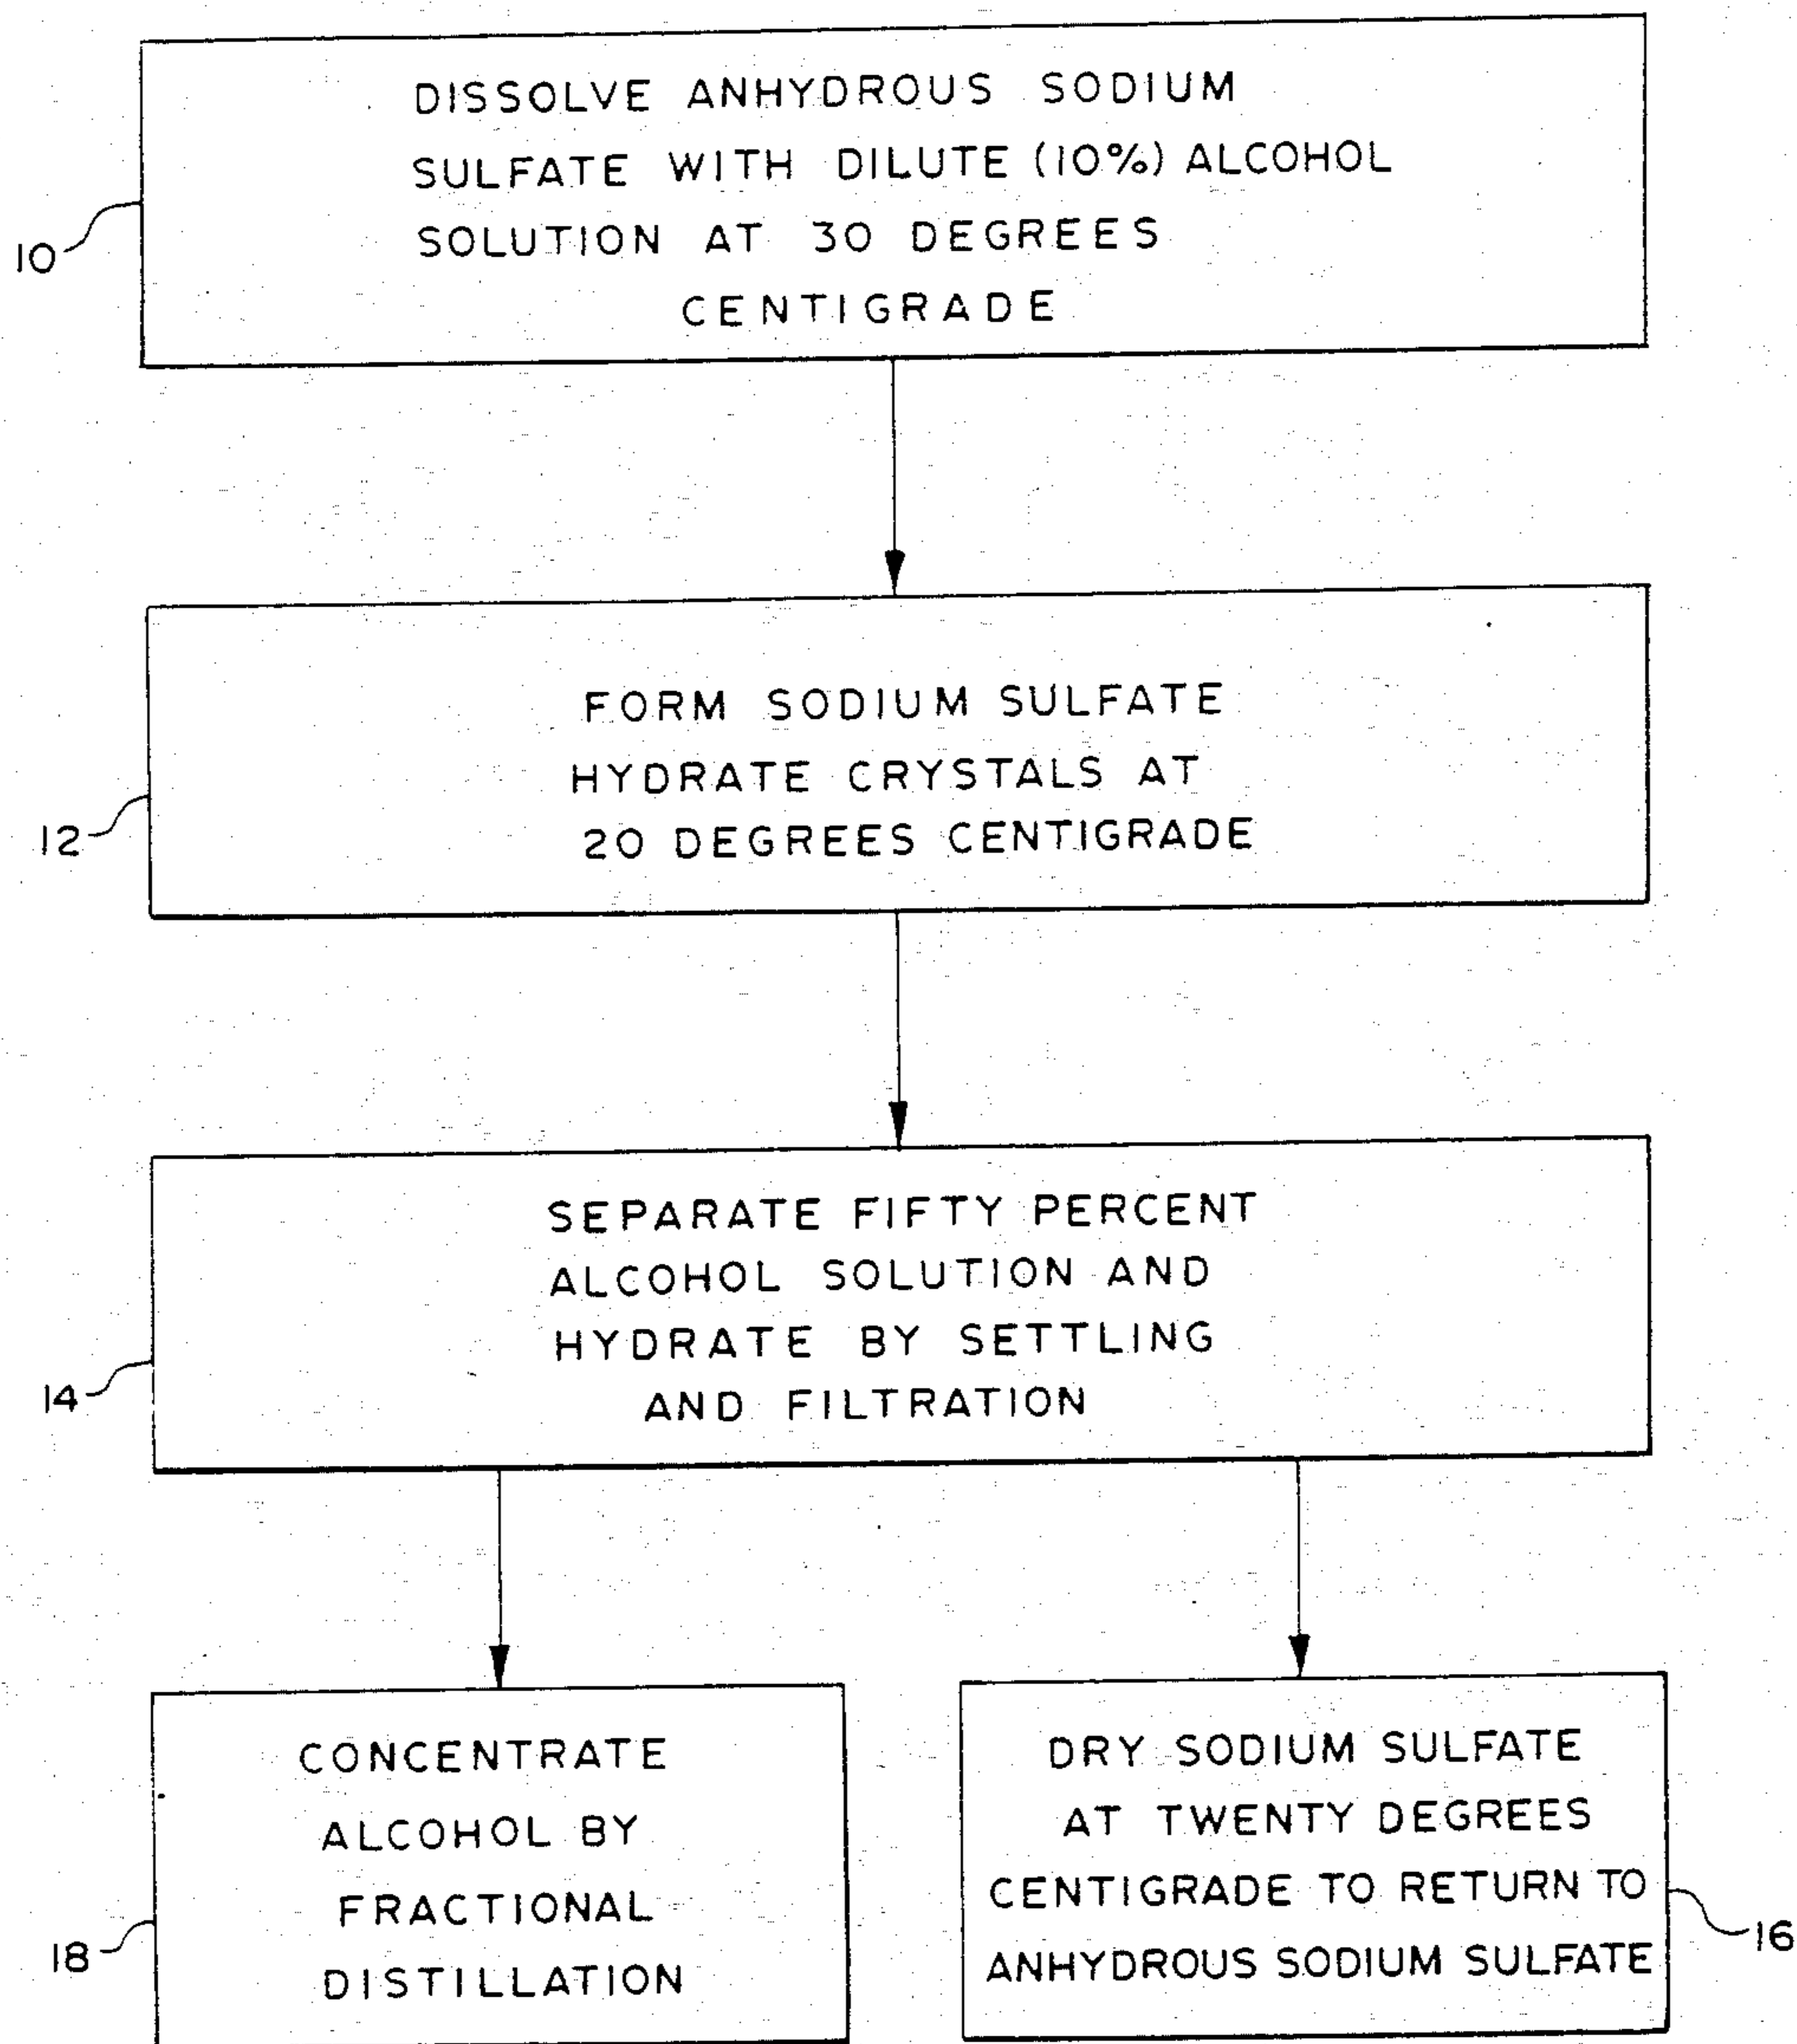 DISSOLVE ANHYDROUS SODIUM
SULFATE WITH DILUTE (10%) ALCOHOL
SOLUTION AT 30 DEGREES
CENTIGRADE
10
FORM SODIUM SULFATE
HYDRATE CRYSTALS AT
20 DEGREES CENTIGRADE
12
SEPARATE FIFTY PERCENT
ALCOHOL SOLUTION AND
HYDRATE BY SETTLING
AND FILTRATION
14
CONCENTRATE
ALCOHOL BY
FRACTIONAL
DISTILLATION
18
DRY SODIUM SULFATE
AT TWENTY DEGREES
CENTIGRADE TO RETURN TO
ANHYDROUS SODIUM SULFATE
16